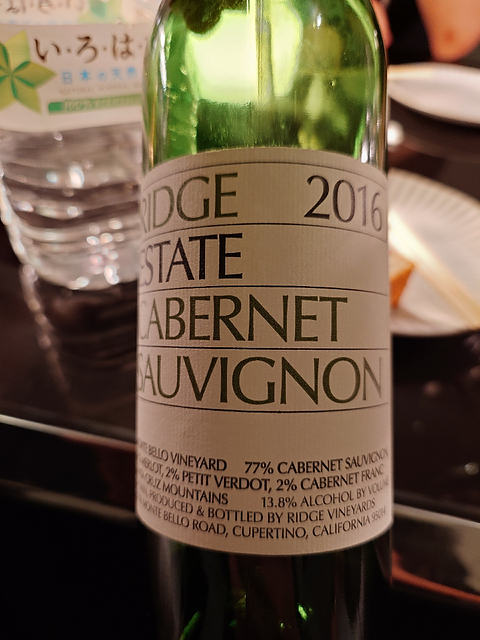 い・ろ・は・
日本の天然
RIDGE 2016
ESTATE
CABERNET
SAUVIGNON
MONTE BELLO VINEYARD 77% CABERNET SAUVIGNON
MERLOT, 2% PETIT VERDOT, 2% CABERNET FRANC
CRUZ MOUNTAINS 13.8% ALCOHOL BY VOLUME
PRODUCED & BOTTLED BY RIDGE VINEYARDS
MONTE BELLO ROAD, CUPERTINO, CALIFORNIA